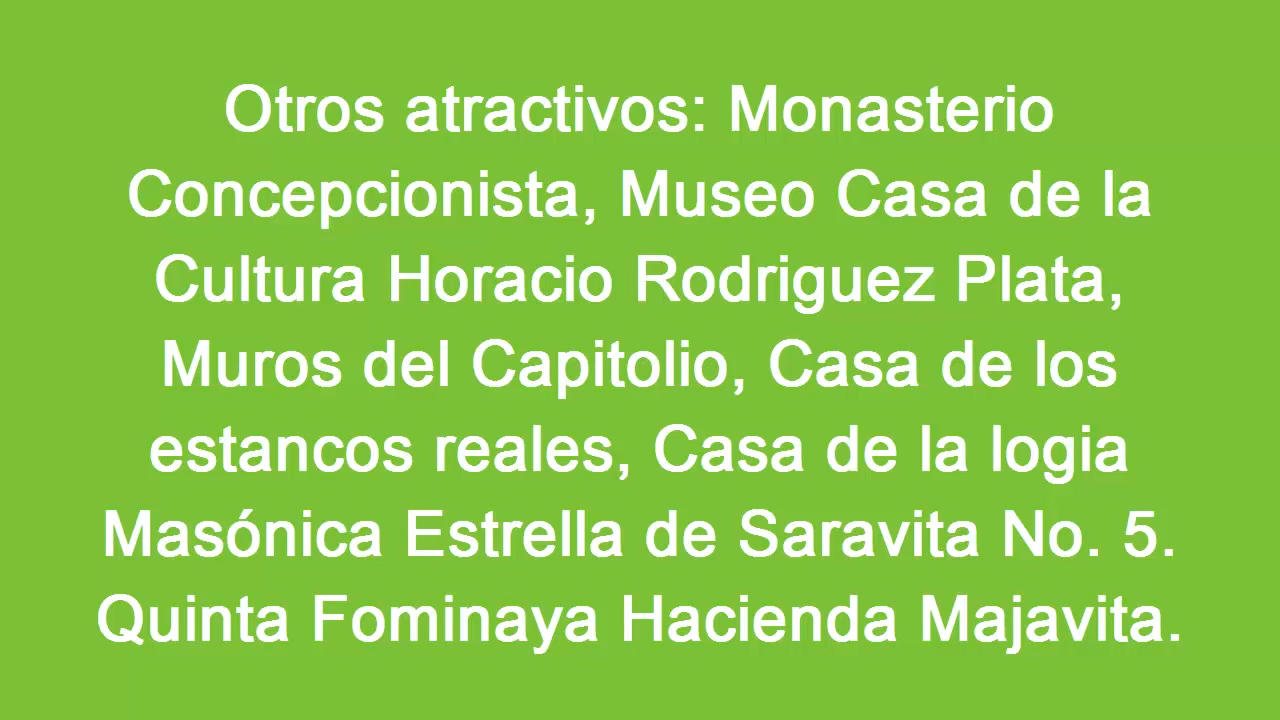 Otros atractivos: Monasterio
Concepcionista, Museo Casa de la
Cultura Horacio Rodriguez Plata,
Muros del Capitolio, Casa de los
estancos reales, Casa de la logia
Masónica Estrella de Saravita No. 5.
Quinta Fominaya Hacienda Majavita.